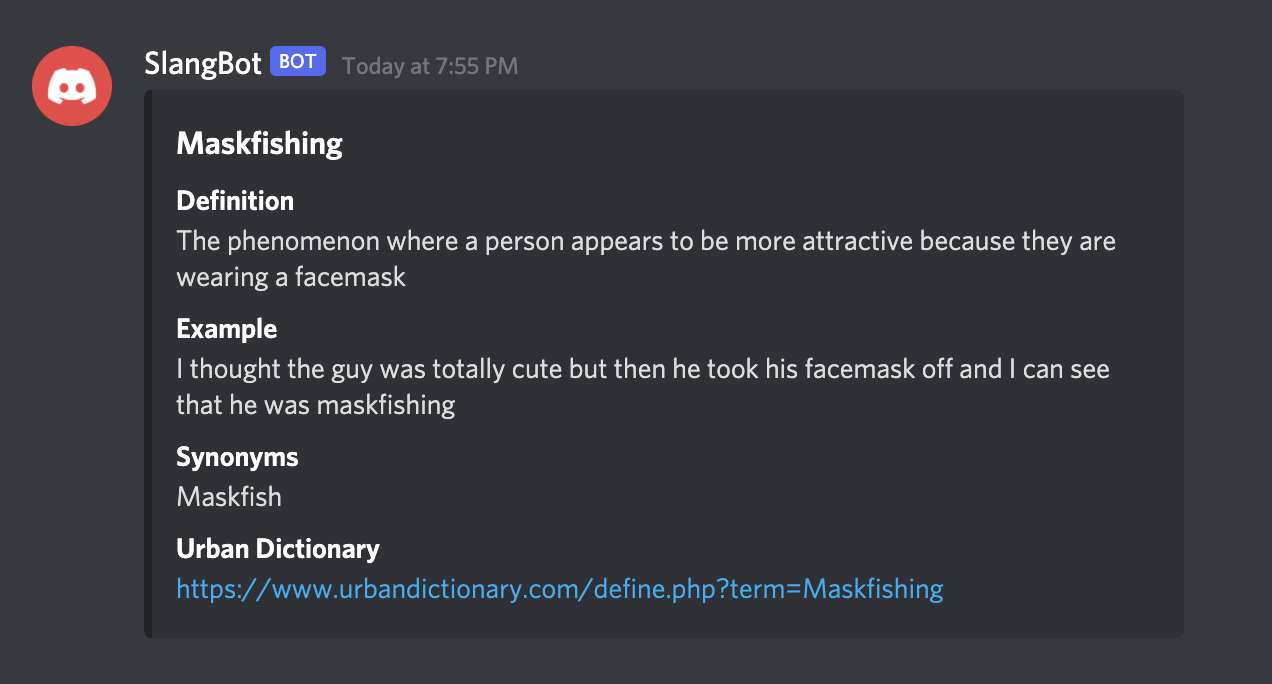 SlangBot BOT Today at 7:55 PM
Maskfishing
Definition
The phenomenon where a person appears to be more attractive because they are
wearing a facemask
Example
I thought the guy was totally cute but then he took his facemask off and I can see
that he was maskfishing
Synonyms
Maskfish
Urban Dictionary
https://www.urbandictionary.com/define.php?term=Maskfishing